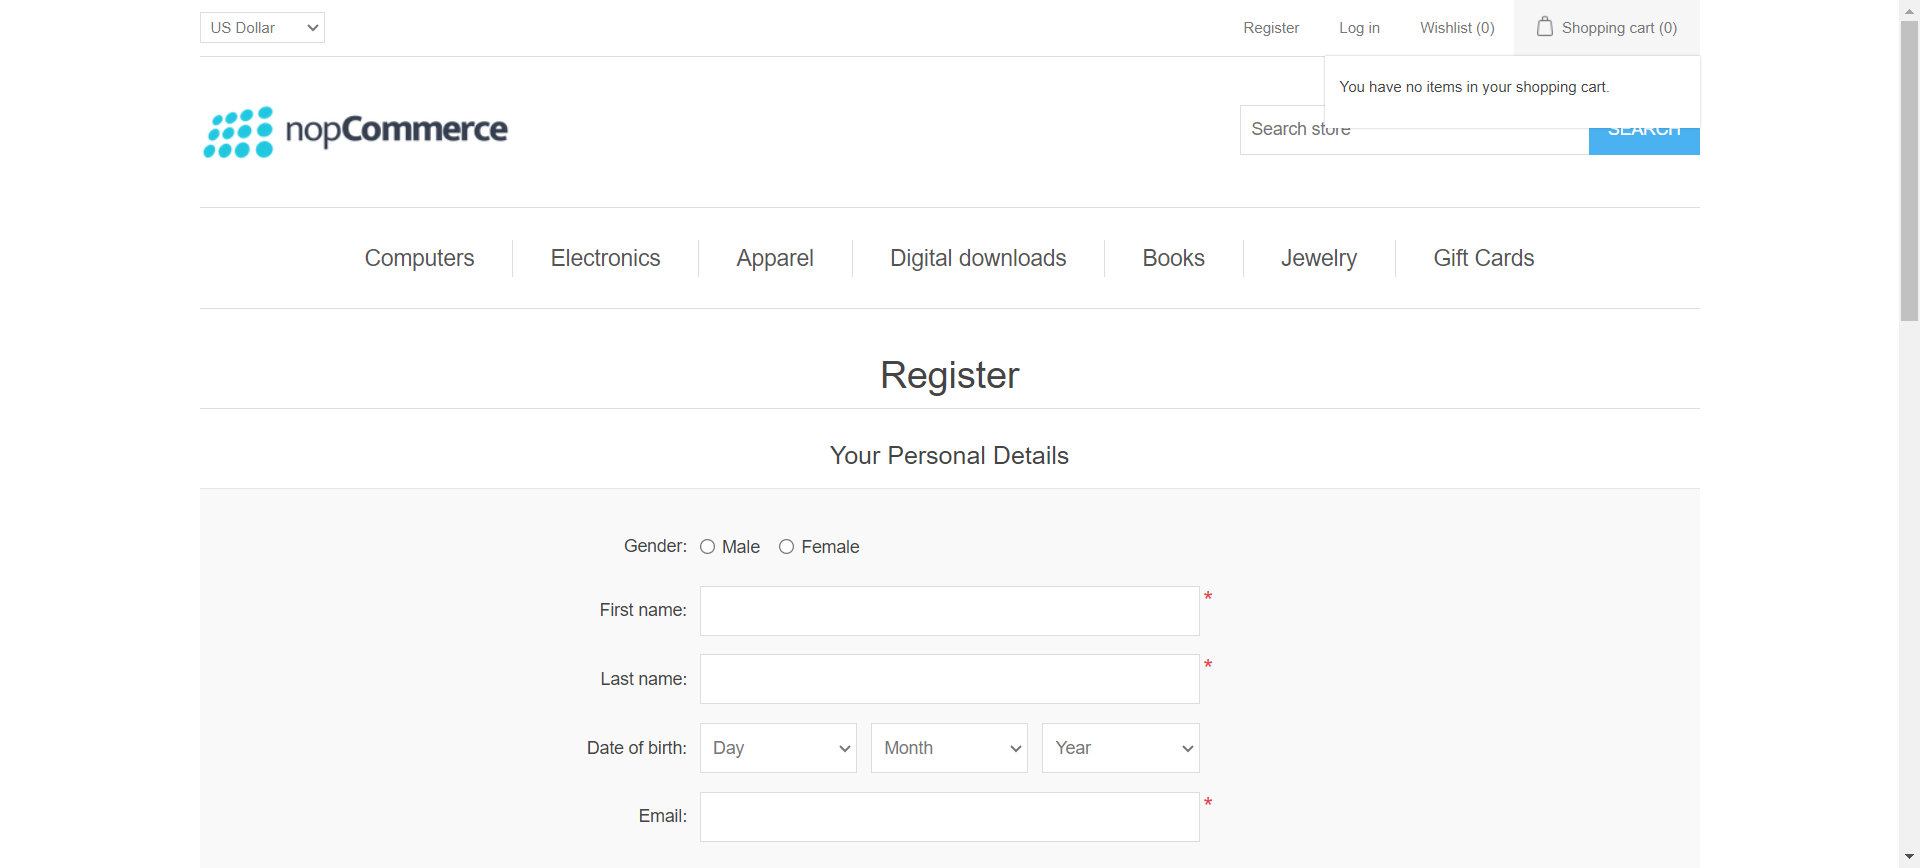 US Dollar
Register
Log in
Wishlist (0)
Shopping cart (0)
You have no items in your shopping cart.
nopCommerce
Search store
SEARCH
Computers
Electronics
Apparel
Digital downloads
Books
Jewelry
Gift Cards
Register
Your Personal Details
Gender: Male Female
First name: *
Last name: *
Date of birth: Day Month Year
Email: *